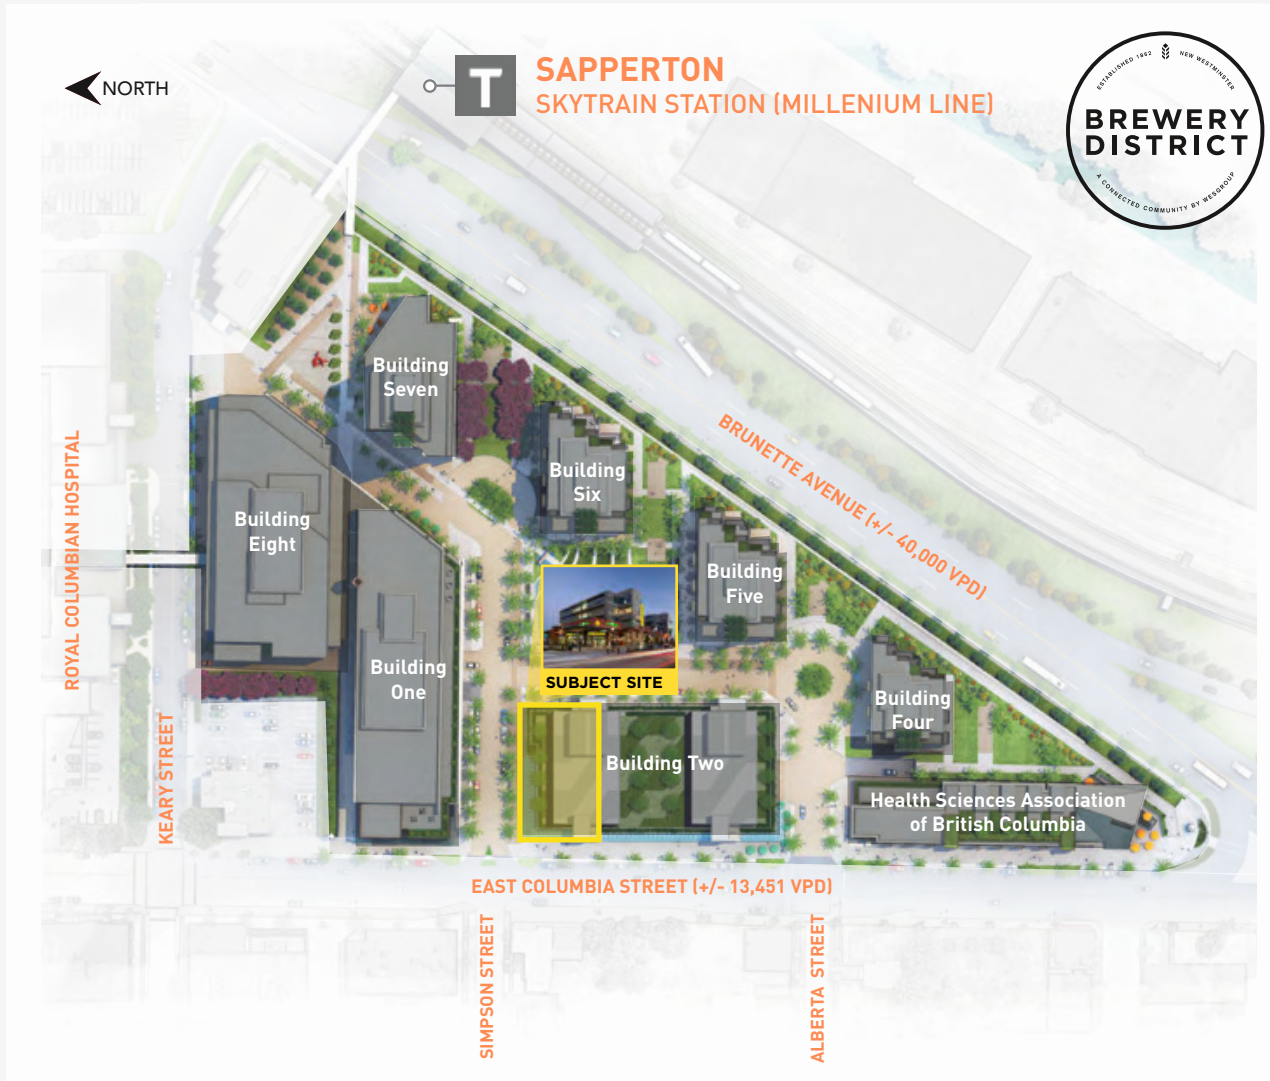 NORTH
T
SAPPERTON
SKYTRAIN STATION (MILLENIUM LINE)
ESTABLISHED 1862
NEW WESTMINSTER
BREWERY
DISTRICT
A CONNECTED COMMUNITY BY WESGROUP
Building
Seven
Building
Six
Building
Eight
Building
Five
BRUNETTE AVENUE (+/- 40,000 VPD)
ROYAL COLUMBIAN HOSPITAL
Building
One
SUBJECT SITE
Building
Four
KEARY STREET
Building Two
Health Sciences Association
of British Columbia
EAST COLUMBIA STREET (+/- 13,451 VPD)
SIMPSON STREET
ALBERTA STREET